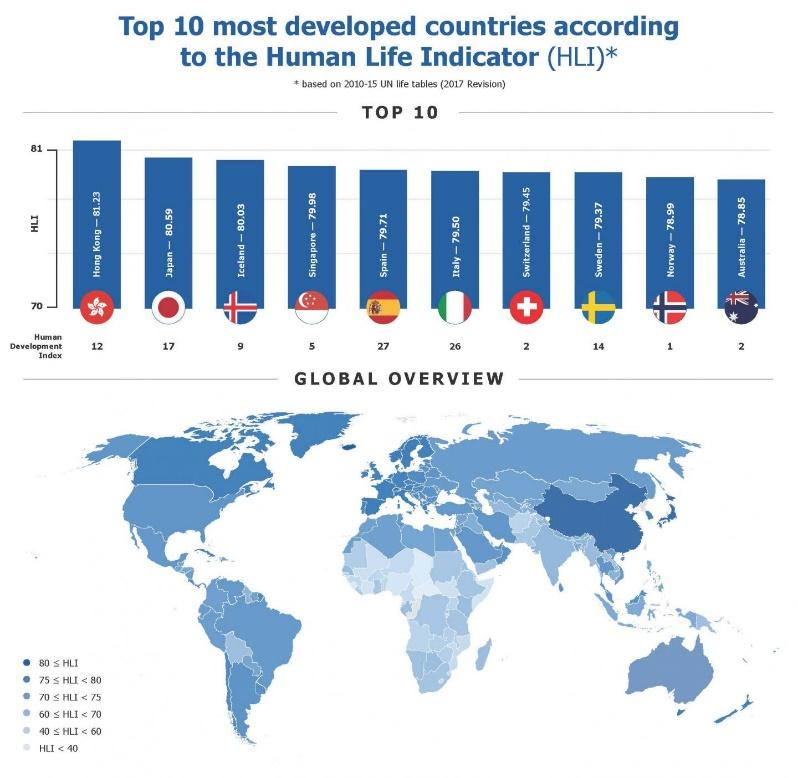 Top 10 most developed countries according
to the Human Life Indicator (HLI)*
* based on 2010-15 UN life tables (2017 Revision)
TOP 10
81
HLI
70
Hong Kong — 81.23
Japan — 80.59
Iceland — 80.03
Singapore — 79.98
Spain — 79.71
Italy — 79.50
Switzerland — 79.45
Sweden — 79.37
Norway — 78.99
Australia — 78.85
Human
Development
Index
12 17 9 5 27 26 2 14 1 2
GLOBAL OVERVIEW
80 ≤ HLI
75 ≤ HLI < 80
70 ≤ HLI < 75
60 ≤ HLI < 70
40 ≤ HLI < 60
HLI < 40